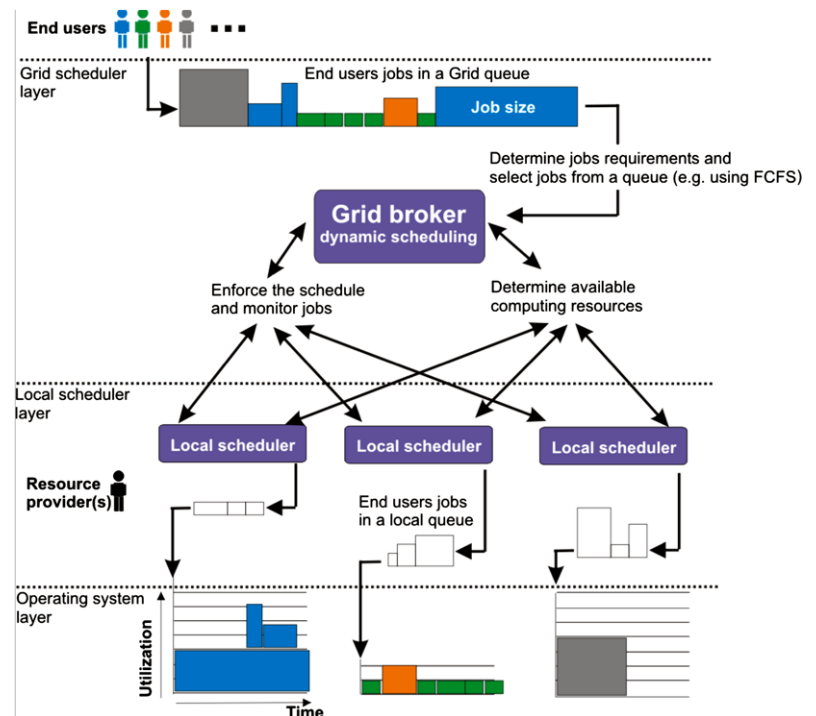 End users
Grid scheduler
layer
End users jobs in a Grid queue
Job size
Determine jobs requirements and
select jobs from a queue (e.g. using FCFS)
Grid broker
dynamic scheduling
Enforce the schedule
and monitor jobs
Determine available
computing resources
Local scheduler
layer
Local scheduler
Local scheduler
Local scheduler
Resource
provider(s)
End users jobs
in a local queue
Operating system
layer
Utilization
Time